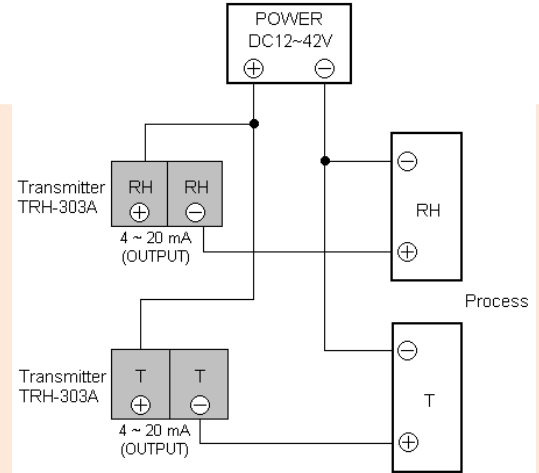 POWER
DC12~42V
⊕ ⊖
Transmitter
TRH-303A
RH RH
⊕ ⊖
4 ~ 20 mA
(OUTPUT)
⊖
RH
⊕
Process
Transmitter
TRH-303A
T T
⊕ ⊖
4 ~ 20 mA
(OUTPUT)
⊖
T
⊕